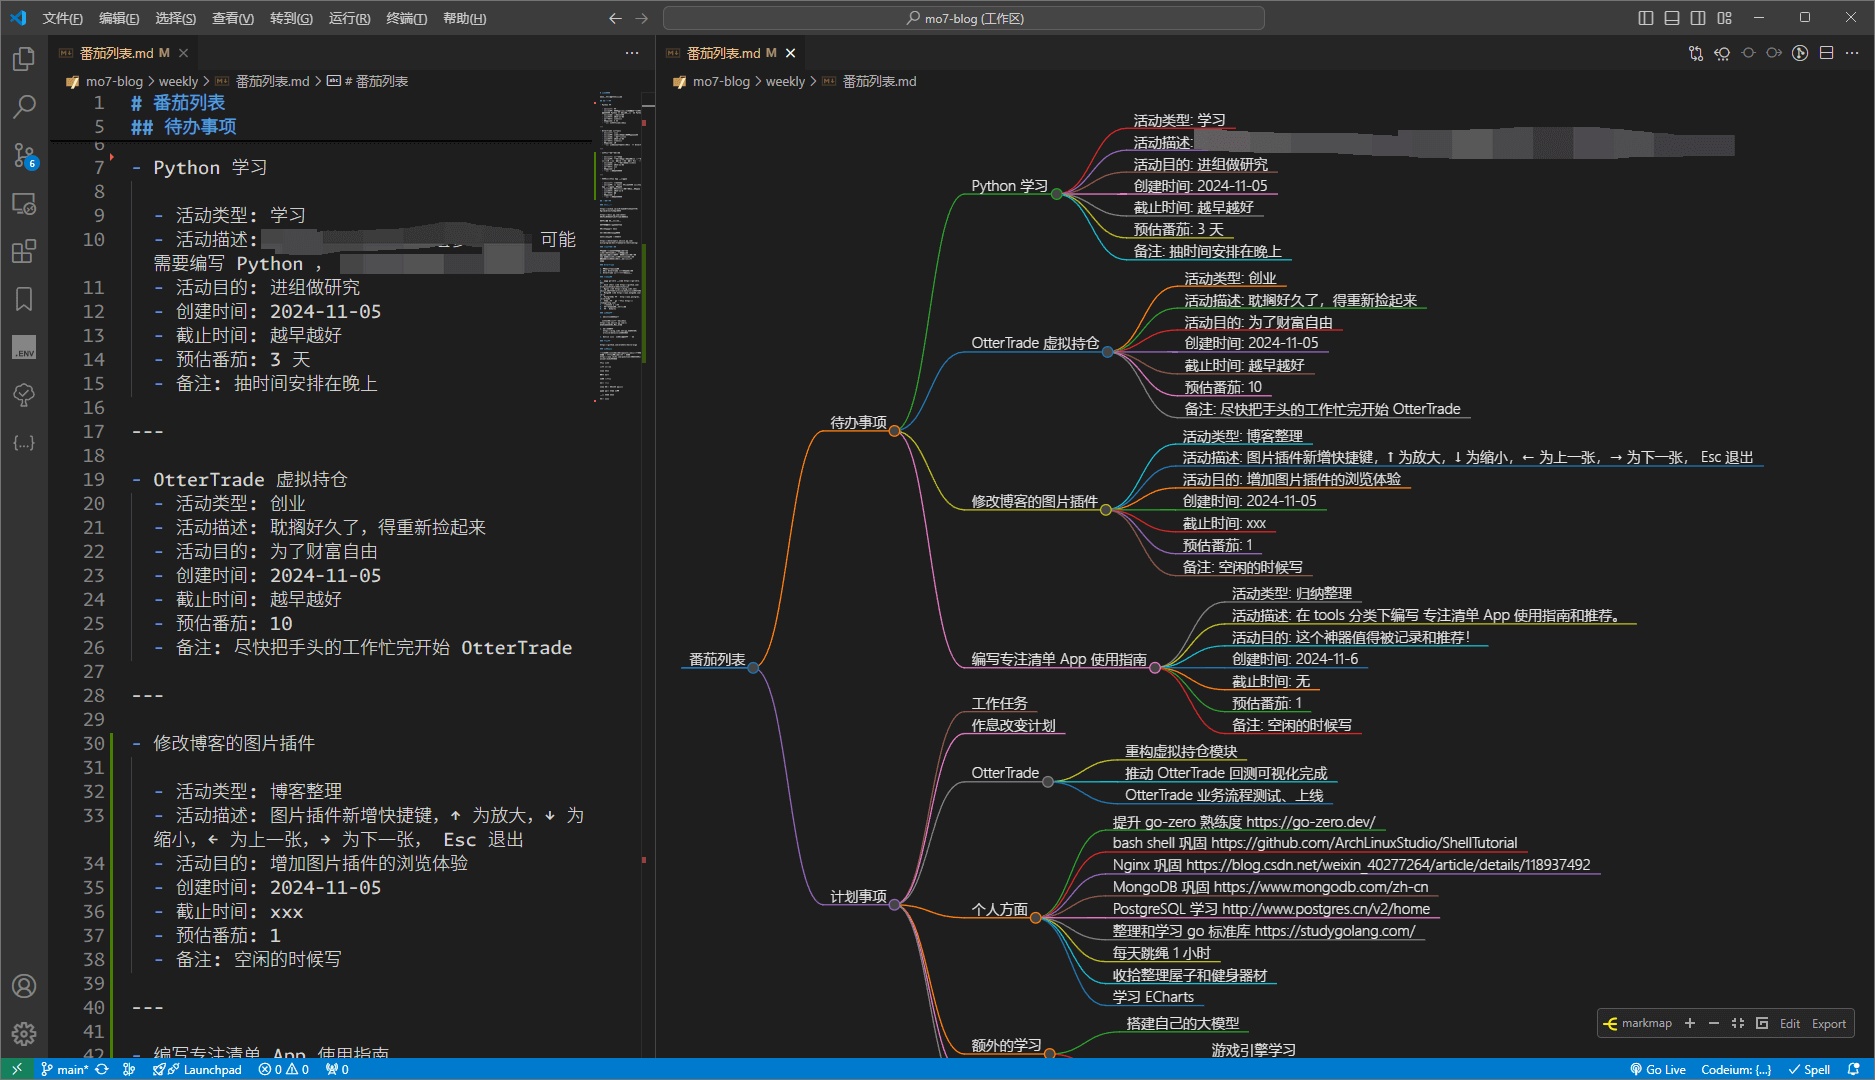 文件(F) 编辑(E) 选择(S) 查看(V) 转到(G) 运行(R) 终端(T) 帮助(H)
mo7-blog (工作区)
番茄列表.md M
mo7-blog > weekly > 番茄列表.md > # 番茄列表
1 # 番茄列表
5 ## 待办事项
6
7 - Python 学习
8
9 - 活动类型: 学习
10 - 活动描述: 可能
需要编写 Python ,
11 - 活动目的: 进组做研究
12 - 创建时间: 2024-11-05
13 - 截止时间: 越早越好
14 - 预估番茄: 3 天
15 - 备注: 抽时间安排在晚上
16
17 ---
18
19 - OtterTrade 虚拟持仓
20 - 活动类型: 创业
21 - 活动描述: 耽搁好久了，得重新捡起来
22 - 活动目的: 为了财富自由
23 - 创建时间: 2024-11-05
24 - 截止时间: 越早越好
25 - 预估番茄: 10
26 - 备注: 尽快把手头的工作忙完开始 OtterTrade
27
28 ---
29
30 - 修改博客的图片插件
31
32 - 活动类型: 博客整理
33 - 活动描述: 图片插件新增快捷键，↑ 为放大，↓ 为
缩小，← 为上一张，→ 为下一张， Esc 退出
34 - 活动目的: 增加图片插件的浏览体验
35 - 创建时间: 2024-11-05
36 - 截止时间: xxx
37 - 预估番茄: 1
38 - 备注: 空闲的时候写
39
40 ---
41
42 - 编写专注清单 App 使用指南
6
.ENV
番茄列表.md M
mo7-blog > weekly > 番茄列表.md
番茄列表
待办事项
Python 学习
活动类型: 学习
活动描述:
活动目的: 进组做研究
创建时间: 2024-11-05
截止时间: 越早越好
预估番茄: 3 天
备注: 抽时间安排在晚上
OtterTrade 虚拟持仓
活动类型: 创业
活动描述: 耽搁好久了，得重新捡起来
活动目的: 为了财富自由
创建时间: 2024-11-05
截止时间: 越早越好
预估番茄: 10
备注: 尽快把手头的工作忙完开始 OtterTrade
修改博客的图片插件
活动类型: 博客整理
活动描述: 图片插件新增快捷键，↑ 为放大，↓ 为缩小，← 为上一张，→ 为下一张， Esc 退出
活动目的: 增加图片插件的浏览体验
创建时间: 2024-11-05
截止时间: xxx
预估番茄: 1
备注: 空闲的时候写
编写专注清单 App 使用指南
活动类型: 归纳整理
活动描述: 在 tools 分类下编写 专注清单 App 使用指南和推荐。
活动目的: 这个神器值得被记录和推荐！
创建时间: 2024-11-6
截止时间: 无
预估番茄: 1
备注: 空闲的时候写
计划事项
工作任务
作息改变计划
OtterTrade
重构虚拟持仓模块
推动 OtterTrade 回测可视化完成
OtterTrade 业务流程测试、上线
个人方面
提升 go-zero 熟练度 https://go-zero.dev/
bash shell 巩固 https://github.com/ArchLinuxStudio/ShellTutorial
Nginx 巩固 https://blog.csdn.net/weixin_40277264/article/details/118937492
MongoDB 巩固 https://www.mongodb.com/zh-cn
PostgreSQL 学习 http://www.postgres.cn/v2/home
整理和学习 go 标准库 https://studygolang.com/
每天跳绳 1 小时
收拾整理屋子和健身器材
学习 ECharts
额外的学习
搭建自己的大模型
游戏引擎学习
markmap + − Edit Export
main* Launchpad 0 0 0
Go Live Codeium: {...} Spell